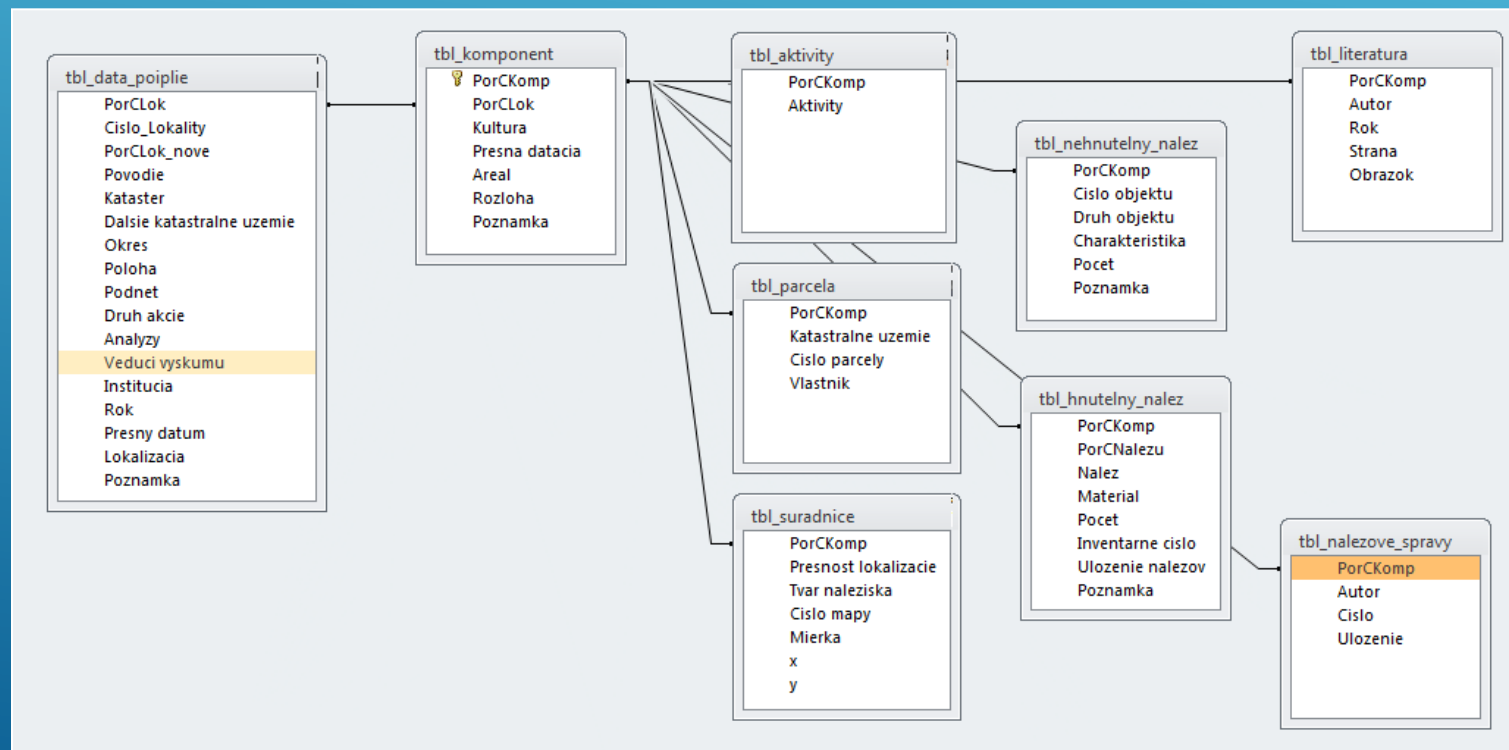 tbl_data_poiplie
PorCLok
Cislo_Lokality
PorCLok_nove
Povodie
Kataster
Dalsie katastralne uzemie
Okres
Poloha
Podnet
Druh akcie
Analyzy
Veduci vyskumu
Institucia
Rok
Presny datum
Lokalizacia
Poznamka
tbl_komponent
PorCKomp
PorCLok
Kultura
Presna datacia
Areal
Rozloha
Poznamka
tbl_aktivity
PorCKomp
Aktivity
tbl_parcela
PorCKomp
Katastralne uzemie
Cislo parcely
Vlastnik
tbl_suradnice
PorCKomp
Presnost lokalizacie
Tvar naleziska
Cislo mapy
Mierka
x
y
tbl_nehnutelny_nalez
PorCKomp
Cislo objektu
Druh objektu
Charakteristika
Pocet
Poznamka
tbl_hnutelny_nalez
PorCKomp
PorCNalezu
Nalez
Material
Pocet
Inventarne cislo
Ulozenie nalezov
Poznamka
tbl_literatura
PorCKomp
Autor
Rok
Strana
Obrazok
tbl_nalezove_spravy
PorCKomp
Autor
Cislo
Ulozenie